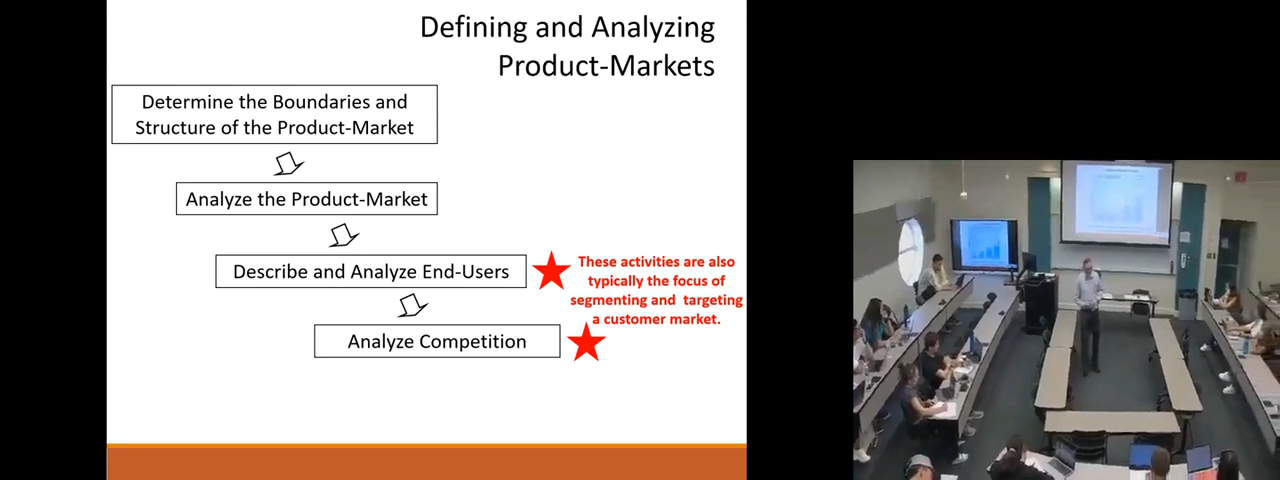 Defining and Analyzing
Product-Markets
Determine the Boundaries and
Structure of the Product-Market
Analyze the Product-Market
Describe and Analyze End-Users
These activities are also
typically the focus of
segmenting and targeting
a customer market.
Analyze Competition